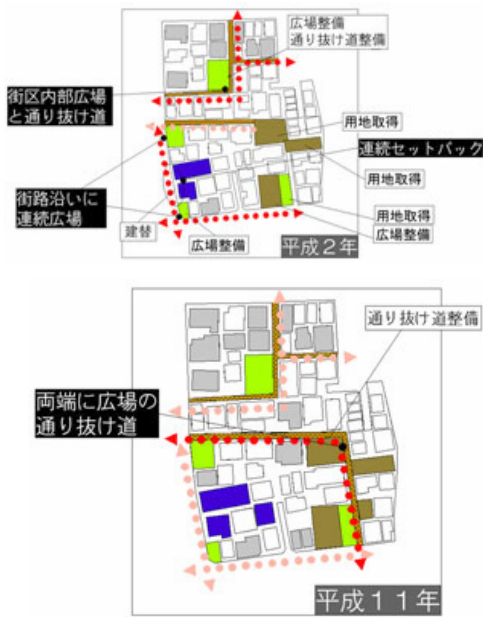 広場整備
通り抜け道整備
街区内部広場
と通り抜け道
用地取得
連続セットバック
用地取得
街路沿いに
連続広場
用地取得
建替
広場整備
広場整備
平成2年
通り抜け道整備
両端に広場の
通り抜け道
平成11年